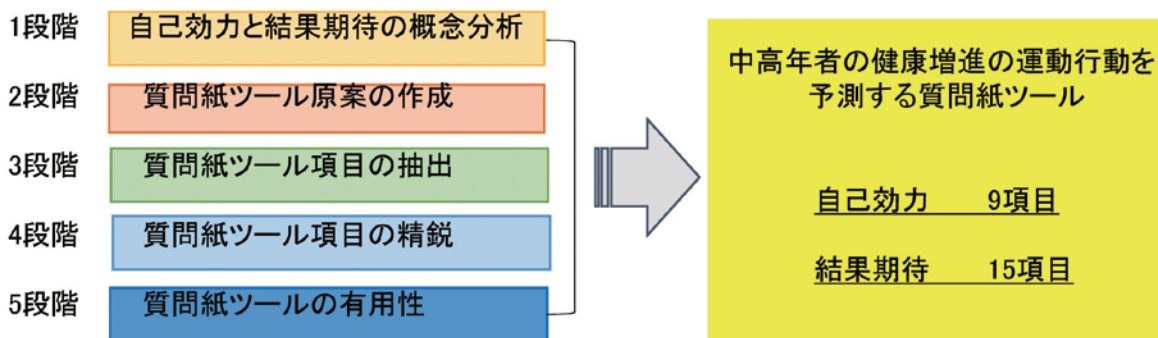 1段階 自己効力と結果期待の概念分析
2段階 質問紙ツール原案の作成
3段階 質問紙ツール項目の抽出
4段階 質問紙ツール項目の精鋭
5段階 質問紙ツールの有用性
中高年者の健康増進の運動行動を
予測する質問紙ツール
自己効力 9項目
結果期待 15項目